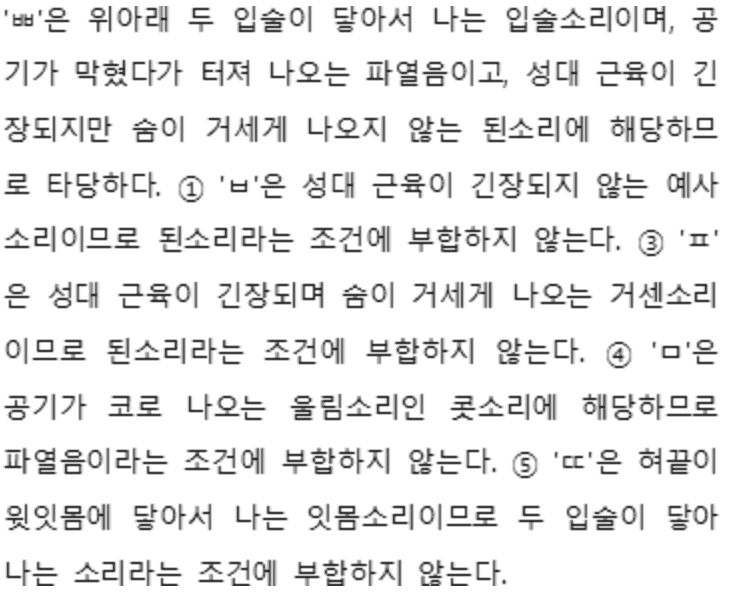 'ㅃ'은 위아래 두 입술이 닿아서 나는 입술소리이며, 공
기가 막혔다가 터져 나오는 파열음이고, 성대 근육이 긴
장되지만 숨이 거세게 나오지 않는 된소리에 해당하므
로 타당하다. ① 'ㅂ'은 성대 근육이 긴장되지 않는 예사
소리이므로 된소리라는 조건에 부합하지 않는다. ③ 'ㅍ'
은 성대 근육이 긴장되며 숨이 거세게 나오는 거센소리
이므로 된소리라는 조건에 부합하지 않는다. ④ 'ㅁ'은
공기가 코로 나오는 울림소리인 콧소리에 해당하므로
파열음이라는 조건에 부합하지 않는다. ⑤ 'ㄸ'은 혀끝이
윗잇몸에 닿아서 나는 잇몸소리이므로 두 입술이 닿아
나는 소리라는 조건에 부합하지 않는다.